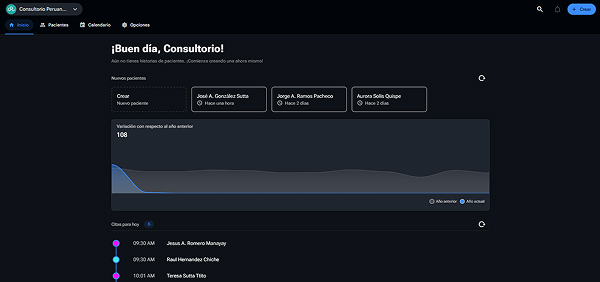 Consultorio Peruan...
Crear
Inicio
Pacientes
Calendario
Opciones
¡Buen día, Consultorio!
Aún no tienes historias de pacientes. ¡Comienza creando una ahora mismo!
Nuevos pacientes
Crear
Nuevo paciente
José A. González Sutta
Hace una hora
Jorge A. Ramos Pacheco
Hace 2 días
Aurora Solis Quispe
Hace 2 días
Variación con respecto al año anterior
108
Año anterior
Año actual
Citas para hoy
09:30 AM Jesus A. Romero Manayay
09:30 AM Raul Hernandez Chiche
10:01 AM Teresa Sutta Ttito